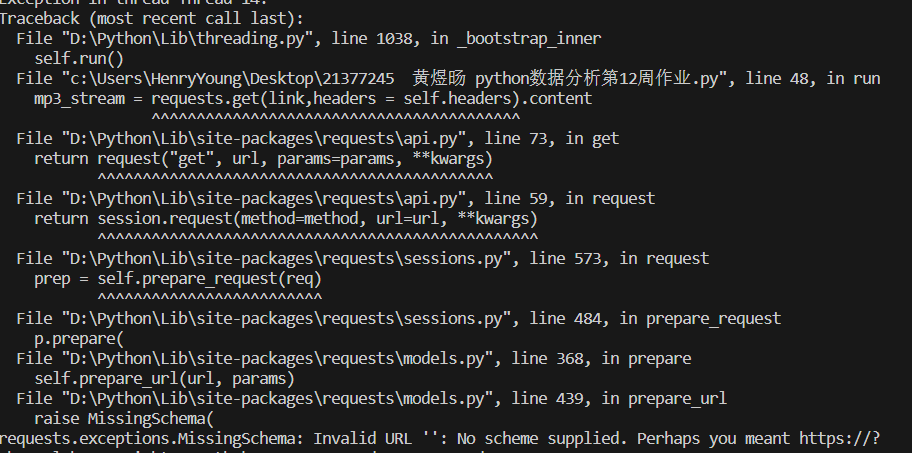 Exception in thread Thread 14:
Traceback (most recent call last):
  File "D:\Python\Lib\threading.py", line 1038, in _bootstrap_inner
    self.run()
  File "c:\Users\HenryYoung\Desktop\21377245  黄煜旸 python数据分析第12周作业.py", line 48, in run
    mp3_stream = requests.get(link,headers = self.headers).content
                 ^^^^^^^^^^^^^^^^^^^^^^^^^^^^^^^^^^^^^^^^^
  File "D:\Python\Lib\site-packages\requests\api.py", line 73, in get
    return request("get", url, params=params, **kwargs)
           ^^^^^^^^^^^^^^^^^^^^^^^^^^^^^^^^^^^^^^^^^^^^
  File "D:\Python\Lib\site-packages\requests\api.py", line 59, in request
    return session.request(method=method, url=url, **kwargs)
           ^^^^^^^^^^^^^^^^^^^^^^^^^^^^^^^^^^^^^^^^^^^^^^^^^
  File "D:\Python\Lib\site-packages\requests\sessions.py", line 573, in request
    prep = self.prepare_request(req)
           ^^^^^^^^^^^^^^^^^^^^^^^^^
  File "D:\Python\Lib\site-packages\requests\sessions.py", line 484, in prepare_request
    p.prepare(
  File "D:\Python\Lib\site-packages\requests\models.py", line 368, in prepare
    self.prepare_url(url, params)
  File "D:\Python\Lib\site-packages\requests\models.py", line 439, in prepare_url
    raise MissingSchema(
requests.exceptions.MissingSchema: Invalid URL '': No scheme supplied. Perhaps you meant https://?